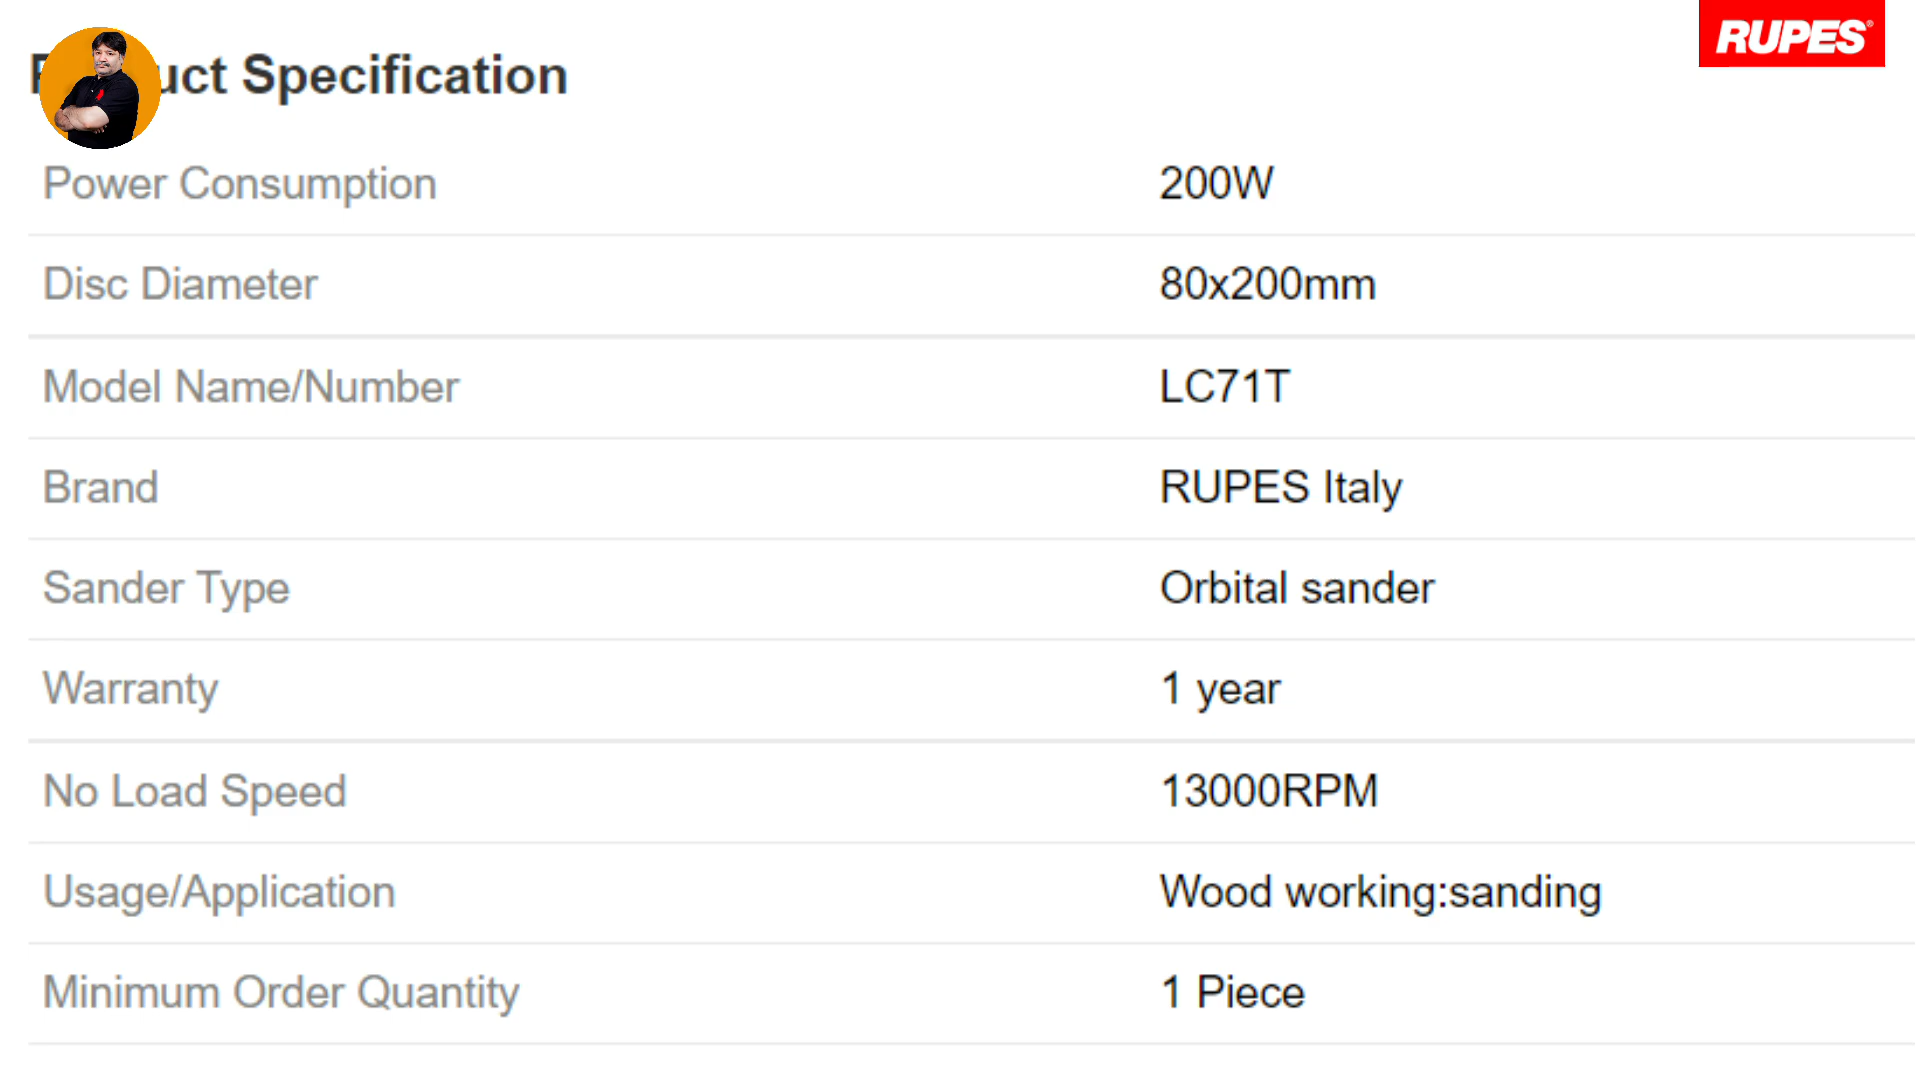 RUPES
Product Specification
Power Consumption 200W
Disc Diameter 80x200mm
Model Name/Number LC71T
Brand RUPES Italy
Sander Type Orbital sander
Warranty 1 year
No Load Speed 13000RPM
Usage/Application Wood working:sanding
Minimum Order Quantity 1 Piece